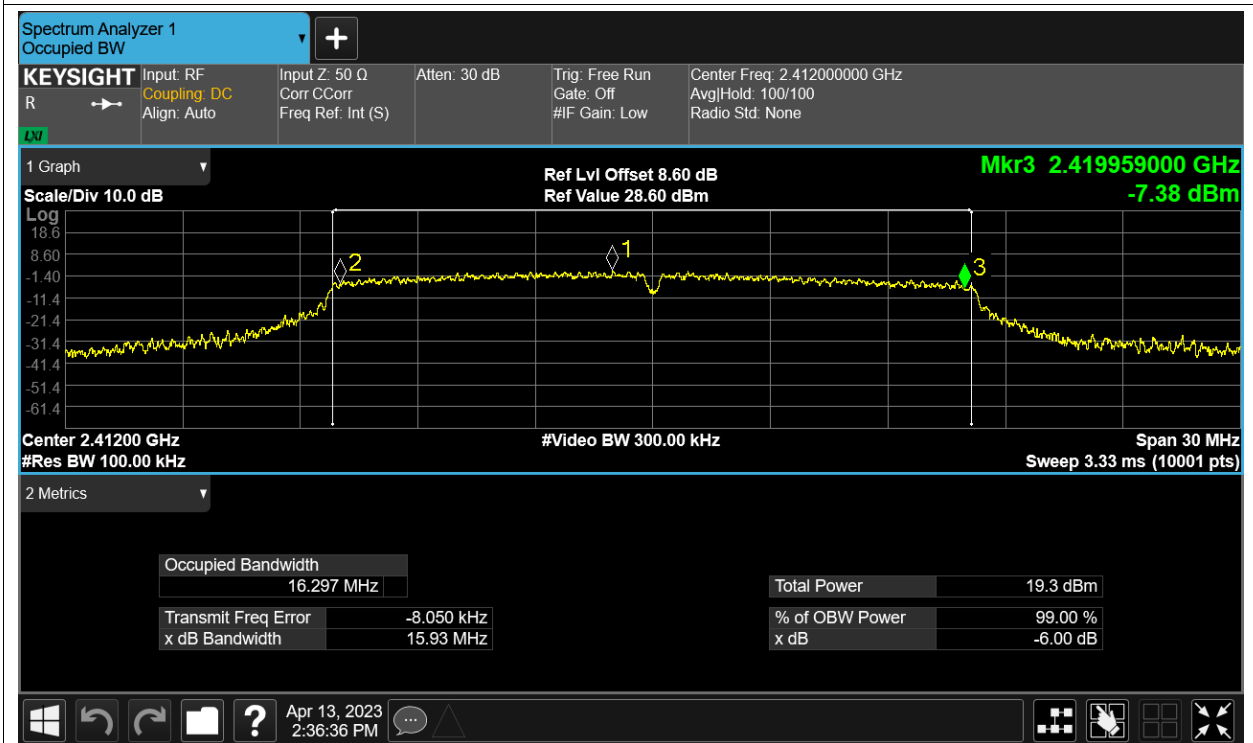 Spectrum Analyzer 1
Occupied BW
KEYSIGHT
R
LXI
Input: RF
Coupling: DC
Align: Auto
Input Z: 50 Ω
Corr CCorr
Freq Ref: Int (S)
Atten: 30 dB
Trig: Free Run
Gate: Off
#IF Gain: Low
Center Freq: 2.412000000 GHz
Avg|Hold: 100/100
Radio Std: None
1 Graph
Scale/Div 10.0 dB
Ref Lvl Offset 8.60 dB
Ref Value 28.60 dBm
Mkr3 2.419959000 GHz
-7.38 dBm
Log
18.6
8.60
-1.40
-11.4
-21.4
-31.4
-41.4
-51.4
-61.4
1
2
3
Center 2.41200 GHz
#Res BW 100.00 kHz
#Video BW 300.00 kHz
Span 30 MHz
Sweep 3.33 ms (10001 pts)
2 Metrics
Occupied Bandwidth
16.297 MHz
Total Power 19.3 dBm
Transmit Freq Error -8.050 kHz
% of OBW Power 99.00 %
x dB Bandwidth 15.93 MHz
x dB -6.00 dB
?
Apr 13, 2023
2:36:36 PM